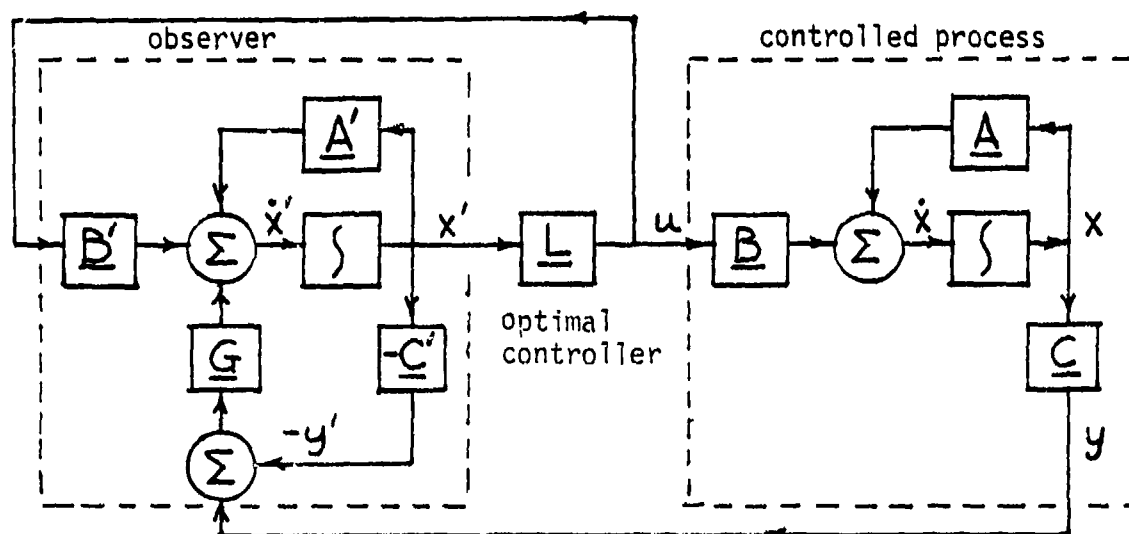 observer
controlled process
A'
A
B'
Σ
ẋ'
∫
x'
L
u
B
Σ
ẋ
∫
x
optimal
controller
G
-C'
C
Σ
-y'
y